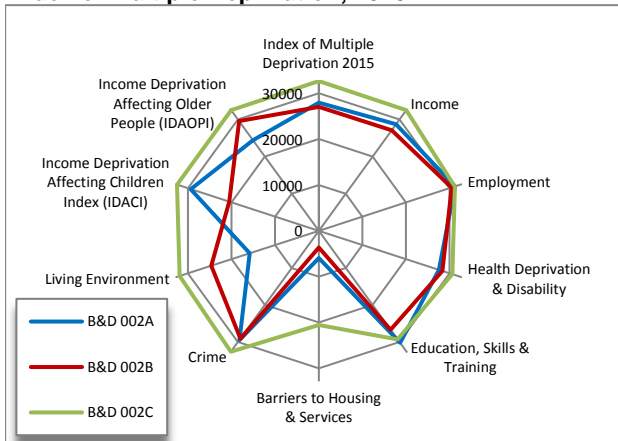 Index of Multiple
Deprivation 2015
Income
Employment
Health Deprivation
& Disability
Education, Skills &
Training
Barriers to Housing
& Services
Crime
Living Environment
Income Deprivation
Affecting Children
Index (IDACI)
Income Deprivation
Affecting Older
People (IDAOPI)
30000
20000
10000
0
B&D 002A
B&D 002B
B&D 002C